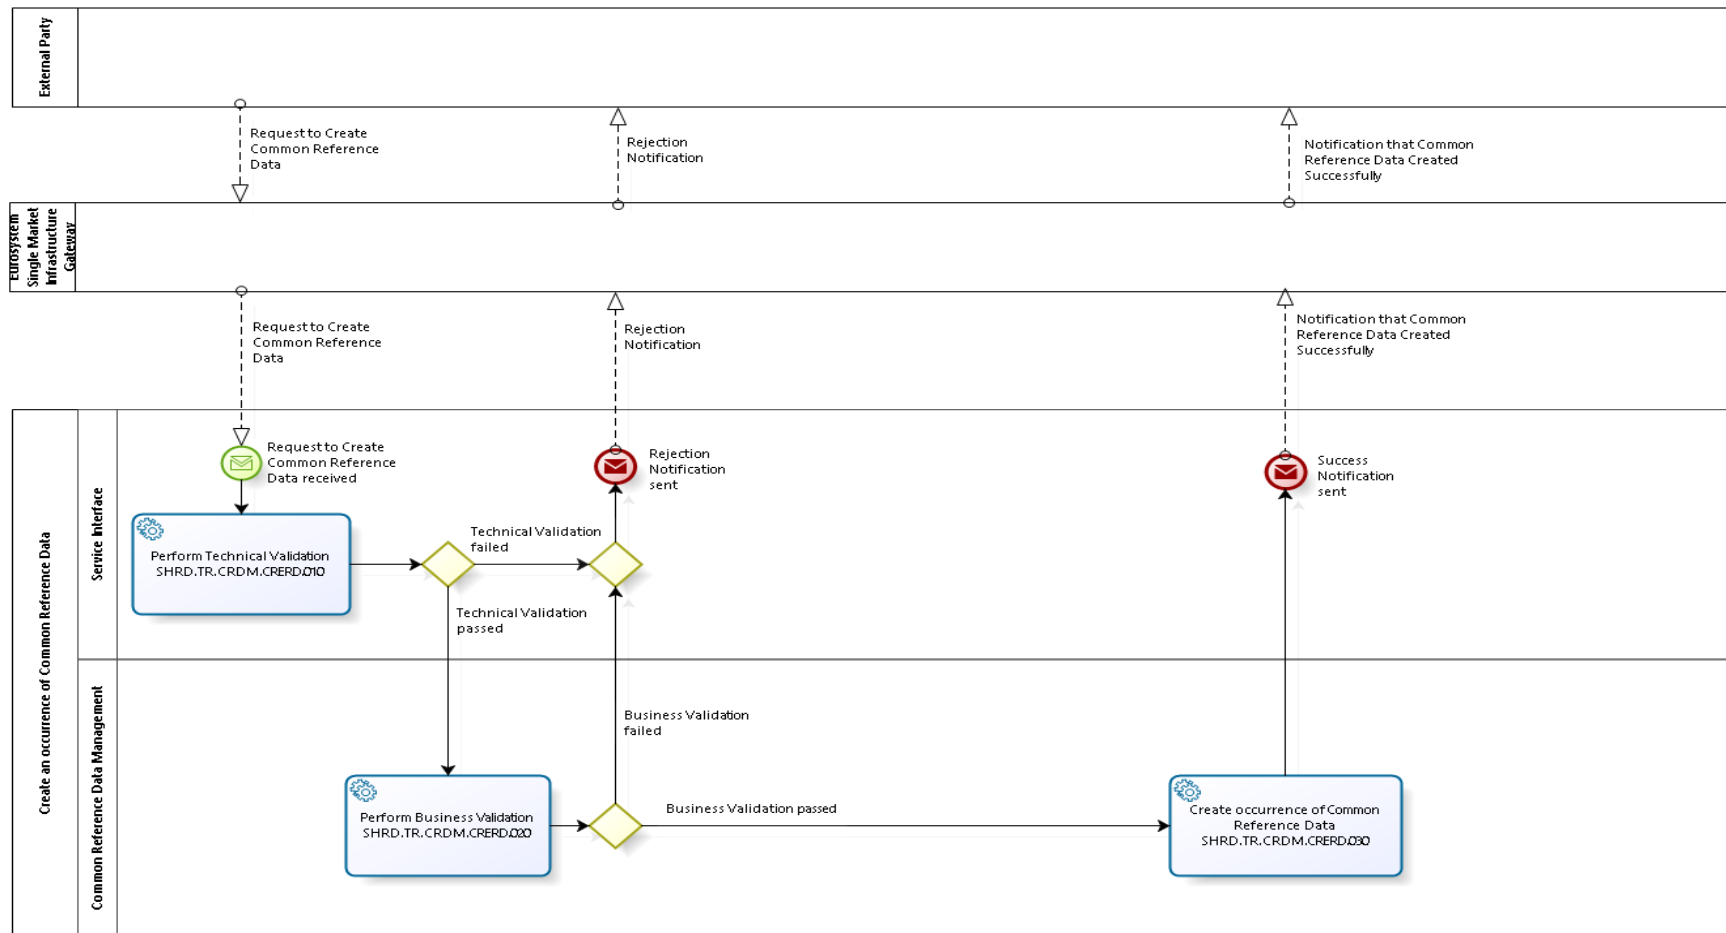 External Party
Request to Create
Common Reference
Data
Rejection
Notification
Notification that Common
Reference Data Created
Successfully
Eurosystem
Single Market
Infrastructure
Gateway
Request to Create
Common Reference
Data
Rejection
Notification
Notification that Common
Reference Data Created
Successfully
Create an occurrence of Common Reference Data
Service Interface
Request to Create
Common Reference
Data received
Rejection
Notification
sent
Success
Notification
sent
Perform Technical Validation
SHRD.TR.CRDM.CRERD.010
Technical Validation
failed
Technical Validation
passed
Common Reference Data Management
Business Validation
failed
Perform Business Validation
SHRD.TR.CRDM.CRERD.020
Business Validation passed
Create occurrence of Common
Reference Data
SHRD.TR.CRDM.CRERD.030